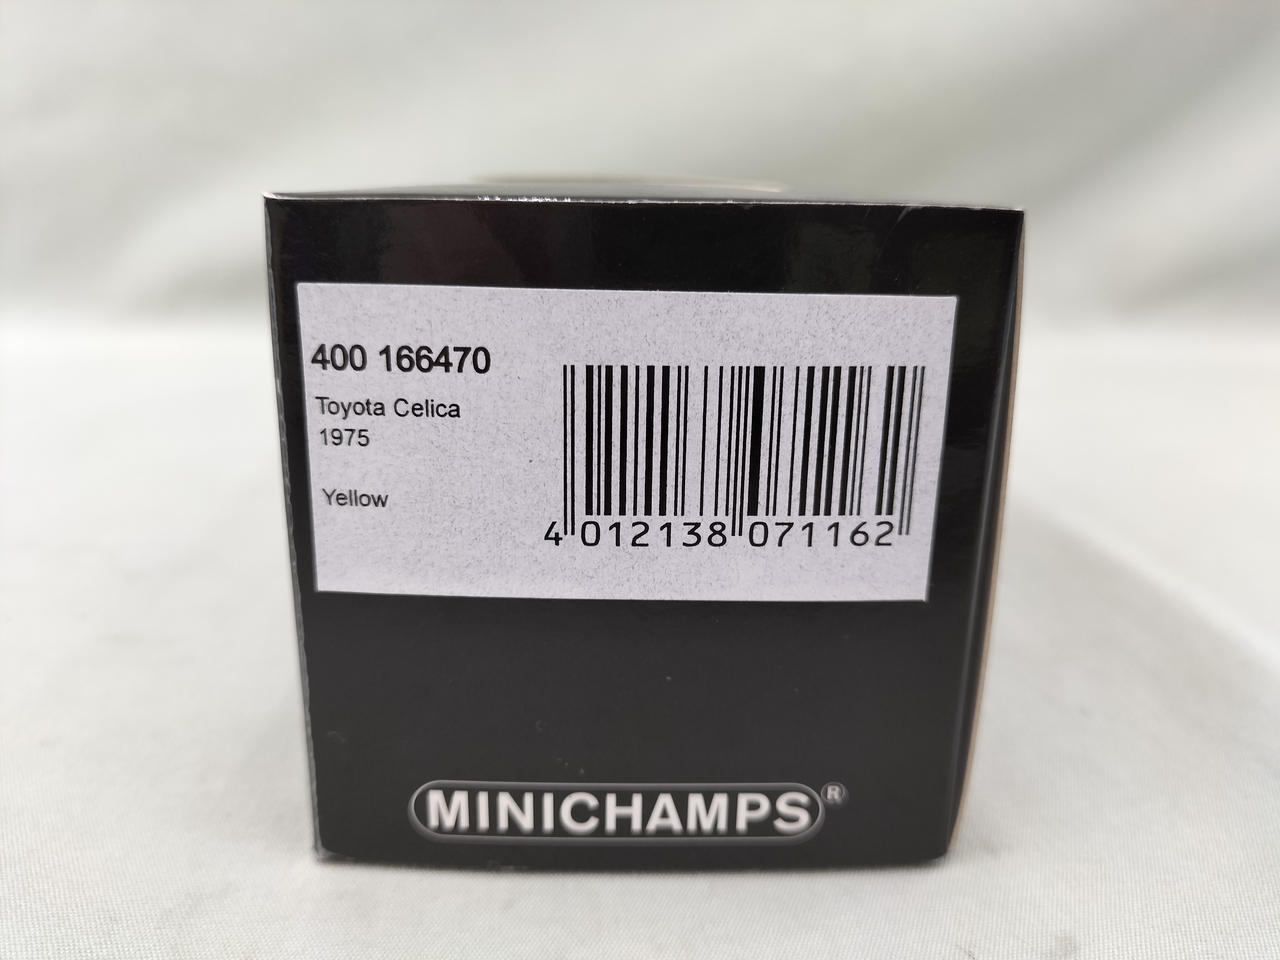 400 166470
Toyota Celica
1975
Yellow
4 012138 071162
MINICHAMPS®